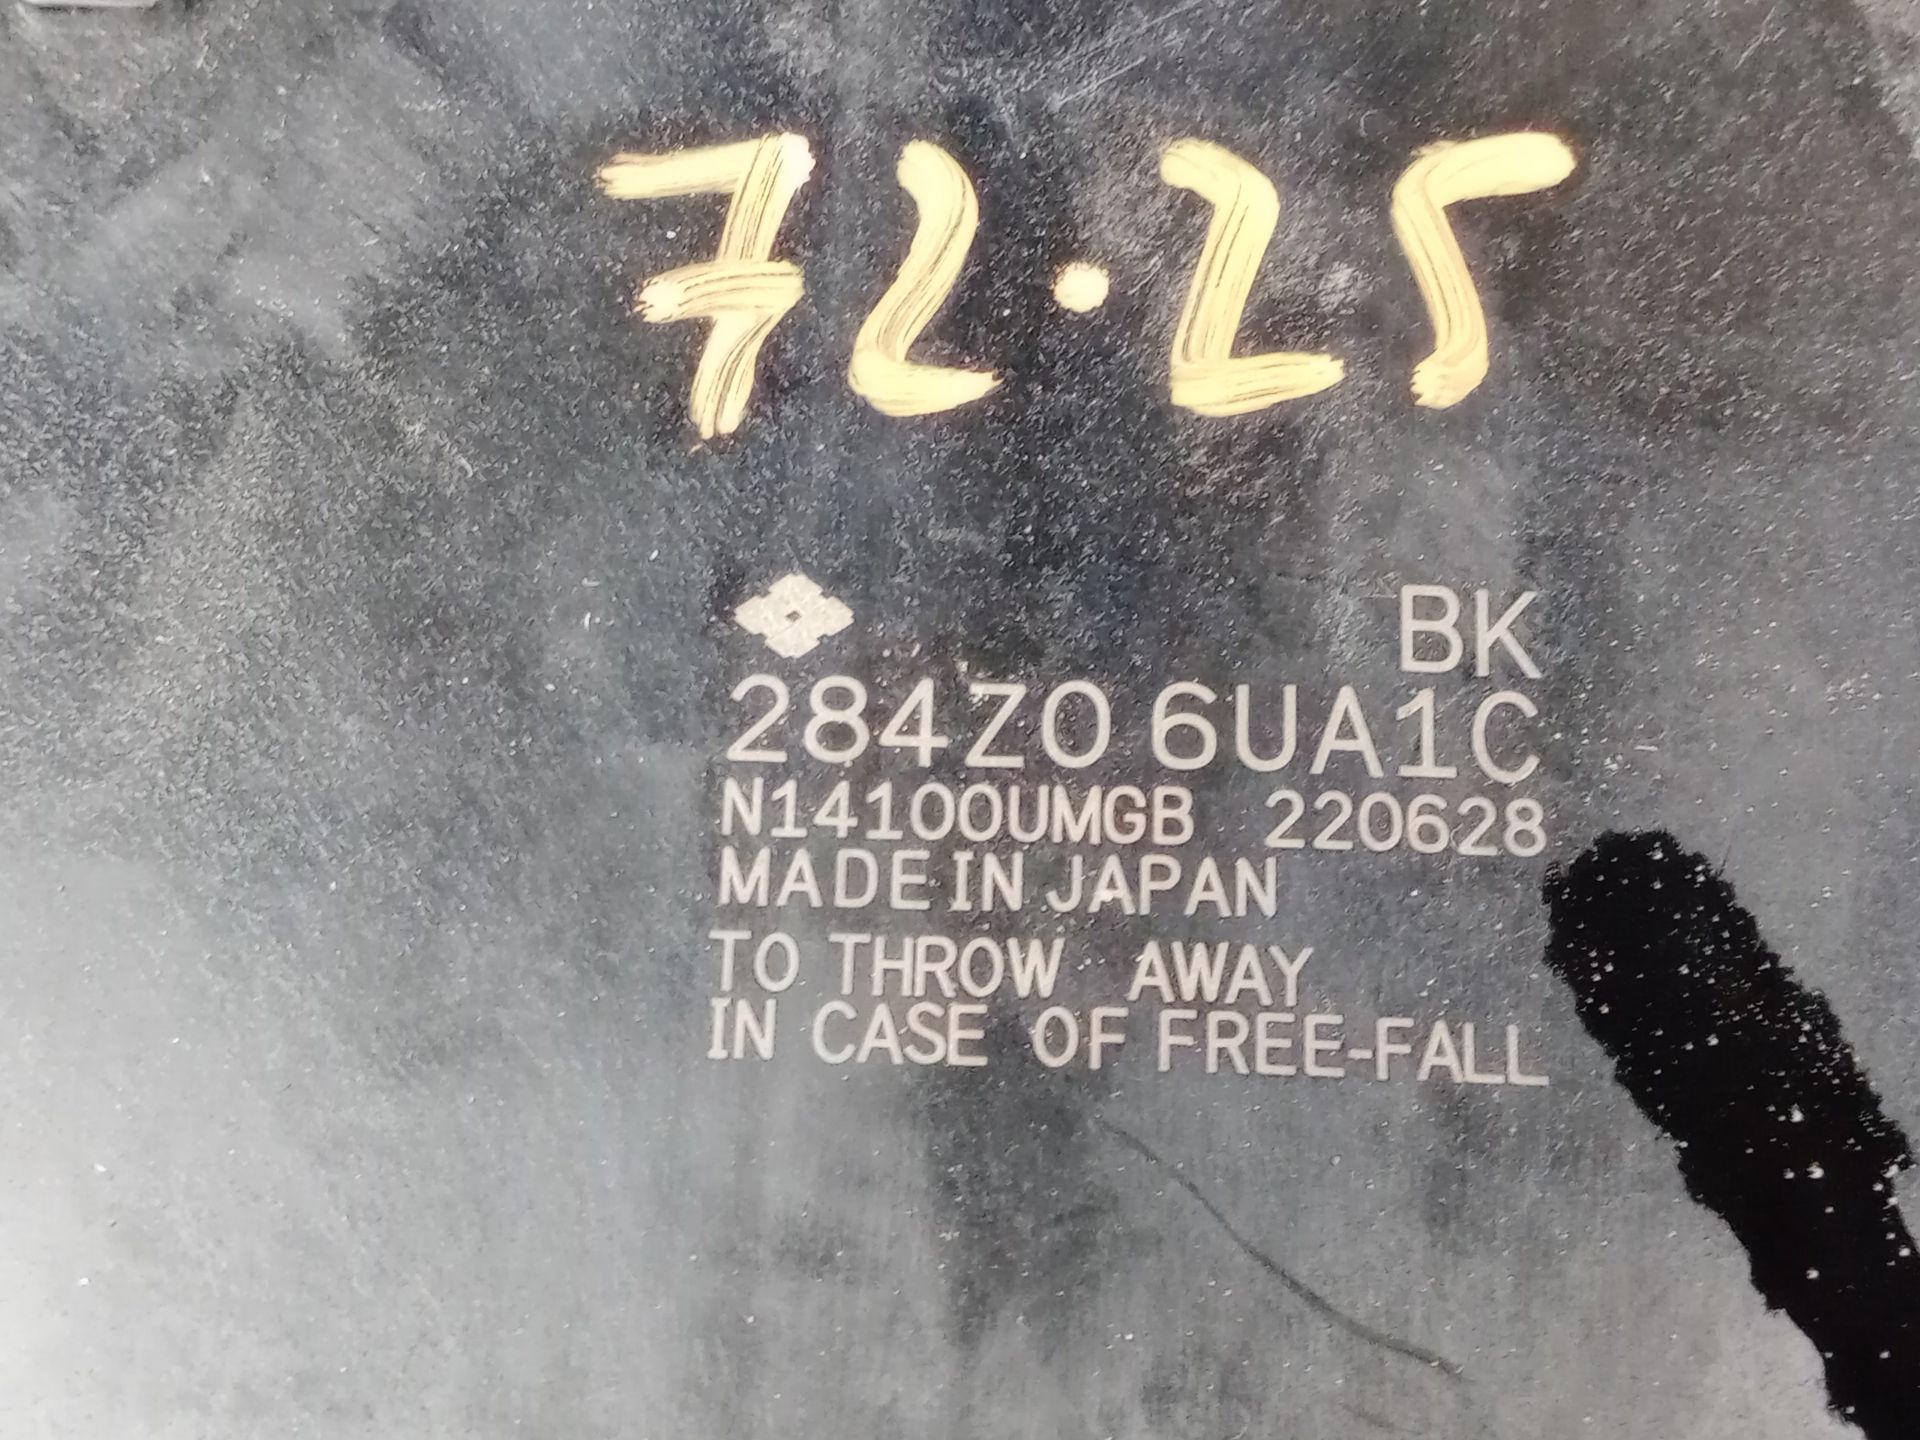 72.25
BK
284Z0 6UA1C
N14100UMGB 220628
MADE IN JAPAN
TO THROW AWAY
IN CASE OF FREE-FALL